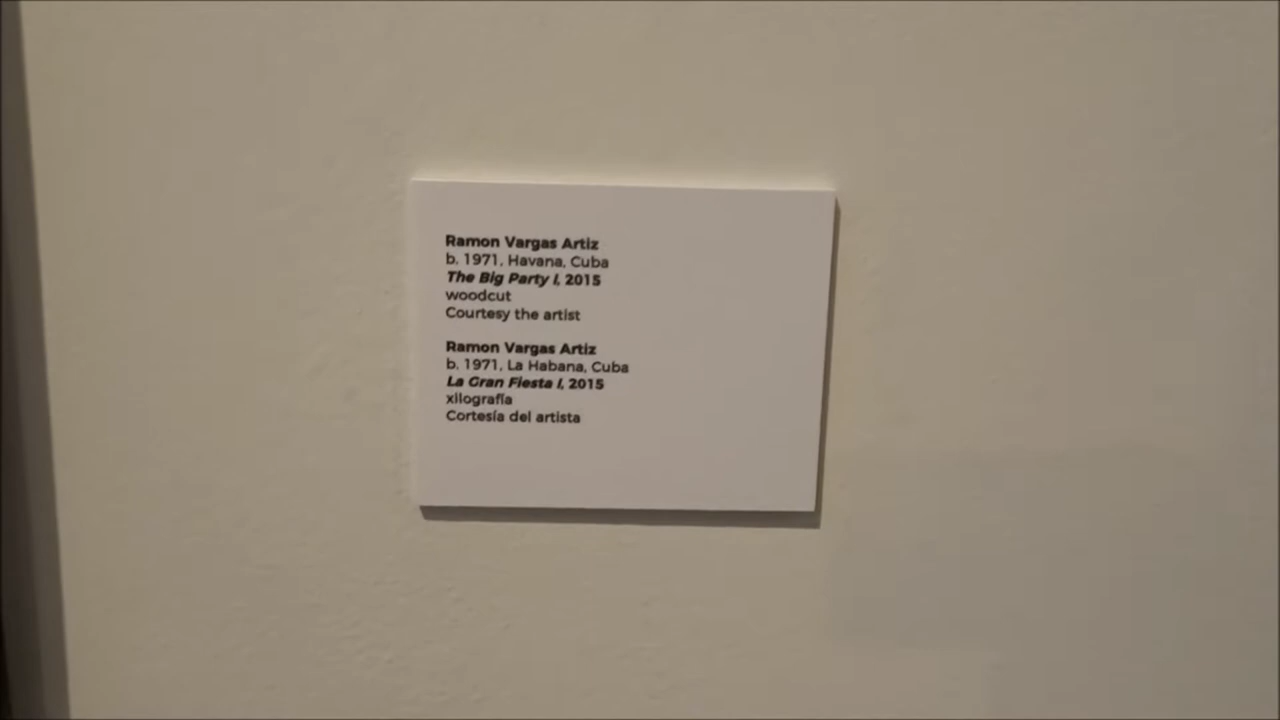 Ramon Vargas Artiz
b. 1971, Havana, Cuba
The Big Party I, 2015
woodcut
Courtesy the artist
Ramon Vargas Artiz
b. 1971, La Habana, Cuba
La Gran Fiesta I, 2015
xilografía
Cortesía del artista